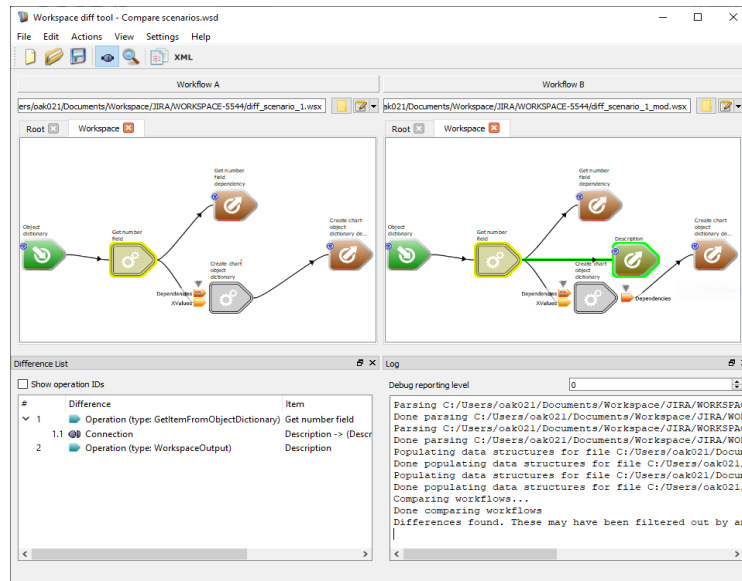 Workspace diff tool - Compare scenarios.wsd
File Edit Actions View Settings Help
XML
Workflow A
Workflow B
ers/oak021/Documents/Workspace/JIRA/WORKSPACE-5544/diff_scenario_1.wsx
ak021/Documents/Workspace/JIRA/WORKSPACE-5544/diff_scenario_1_mod.wsx
Root Workspace
Root Workspace
Get number
field
dependency
Object
dictionary
Get number
field
Create chart
object
dictionary
Create chart
object
dictionary de...
Dependencies
XValues
Get number
field
dependency
Object
dictionary
Get number
field
Description
Create chart
object
dictionary
Create chart
object
dictionary de...
Dependencies
XValues
Dependencies
Difference List
Show operation IDs
# Difference Item
1 Operation (type: GetItemFromObjectDictionary) Get number field
1.1 Connection Description -> (Descr
2 Operation (type: WorkspaceOutput) Description
Log
Debug reporting level 0
Parsing C:/Users/oak021/Documents/Workspace/JIRA/WORKSPA
Done parsing C:/Users/oak021/Documents/Workspace/JIRA/WO
Parsing C:/Users/oak021/Documents/Workspace/JIRA/WORKSPA
Done parsing C:/Users/oak021/Documents/Workspace/JIRA/WO
Populating data structures for file C:/Users/oak021/Docu
Done populating data structures for file C:/Users/oak021
Populating data structures for file C:/Users/oak021/Docu
Done populating data structures for file C:/Users/oak021
Comparing workflows...
Done comparing workflows
Differences found. These may have been filtered out by a